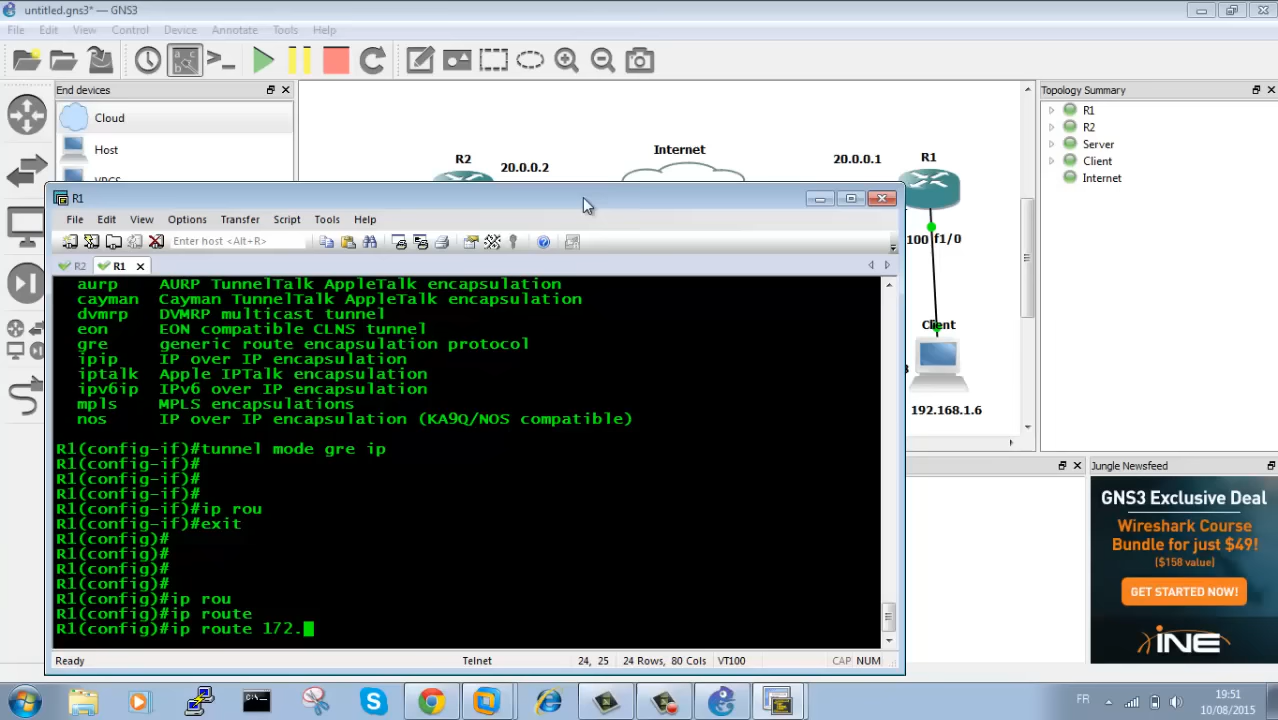 untitled.gns3* — GNS3
File Edit View Control Device Annotate Tools Help
End devices
Cloud
Host
Topology Summary
R1
R2
Server
Client
Internet
R2
20.0.0.2
Internet
20.0.0.1
R1
100 f1/0
Client
192.168.1.6
R1
File Edit View Options Transfer Script Tools Help
Enter host <Alt+R>
R2 R1
aurp AURP TunnelTalk AppleTalk encapsulation
cayman Cayman TunnelTalk AppleTalk encapsulation
dvmrp DVMRP multicast tunnel
eon EON compatible CLNS tunnel
gre generic route encapsulation protocol
ipip IP over IP encapsulation
iptalk Apple IPTalk encapsulation
ipv6ip IPv6 over IP encapsulation
mpls MPLS encapsulations
nos IP over IP encapsulation (KA9Q/NOS compatible)
R1(config-if)#tunnel mode gre ip
R1(config-if)#
R1(config-if)#
R1(config-if)#
R1(config-if)#ip rou
R1(config-if)#exit
R1(config)#
R1(config)#
R1(config)#
R1(config)#
R1(config)#ip rou
R1(config)#ip route
R1(config)#ip route 172.
Ready Telnet 24, 25 24 Rows, 80 Cols VT100 CAP NUM
Jungle Newsfeed
GNS3 Exclusive Deal
Wireshark Course
Bundle for just $49!
($158 value)
GET STARTED NOW!
iNE
FR
19:51
10/08/2015